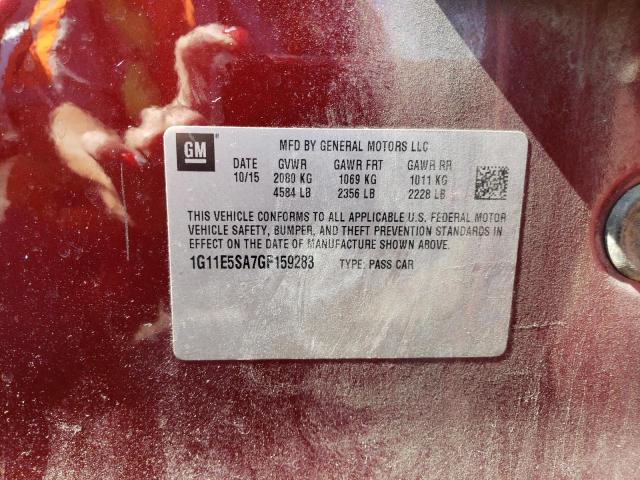 GM
MFD BY GENERAL MOTORS LLC
DATE GVWR GAWR FRT GAWR RR
10/15 2080 KG 1069 KG 1011 KG
4584 LB 2356 LB 2228 LB
THIS VEHICLE CONFORMS TO ALL APPLICABLE U.S. FEDERAL MOTOR
VEHICLE SAFETY, BUMPER, AND THEFT PREVENTION STANDARDS IN
EFFECT ON THE DATE OF MANUFACTURE SHOWN ABOVE.
1G11E5SA7GF159283 TYPE: PASS CAR